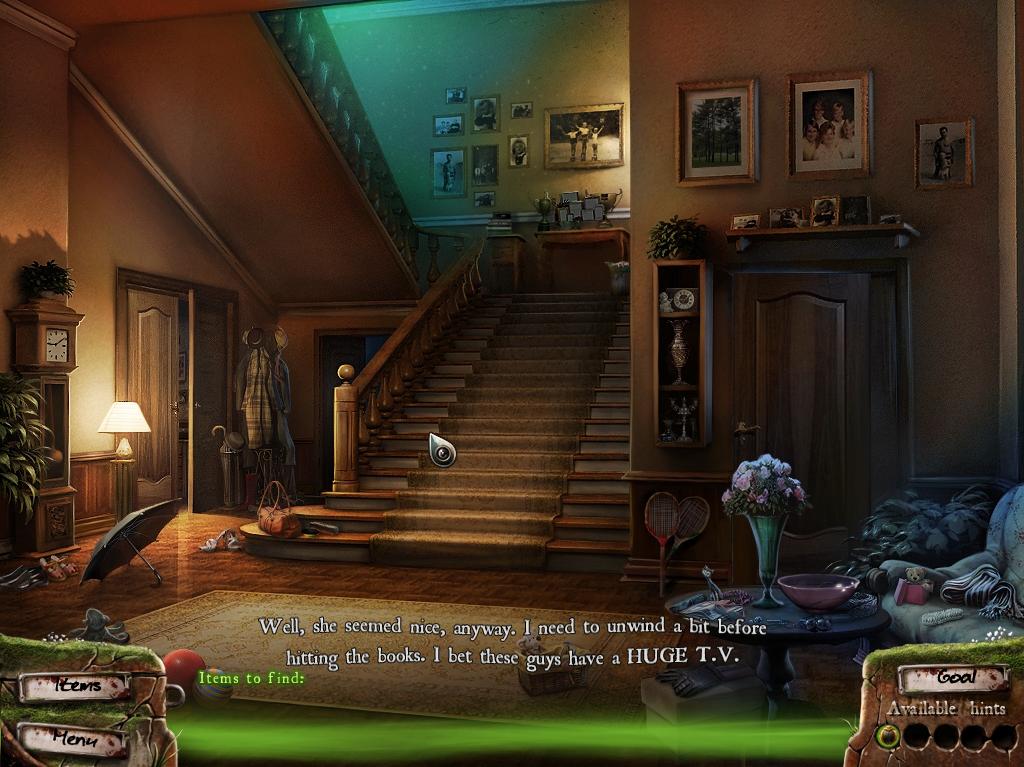 Well, she seemed nice, anyway. I need to unwind a bit before
hitting the books. I bet these guys have a HUGE T.V.
Items to find:
Items
Menu
Goal
Available hints